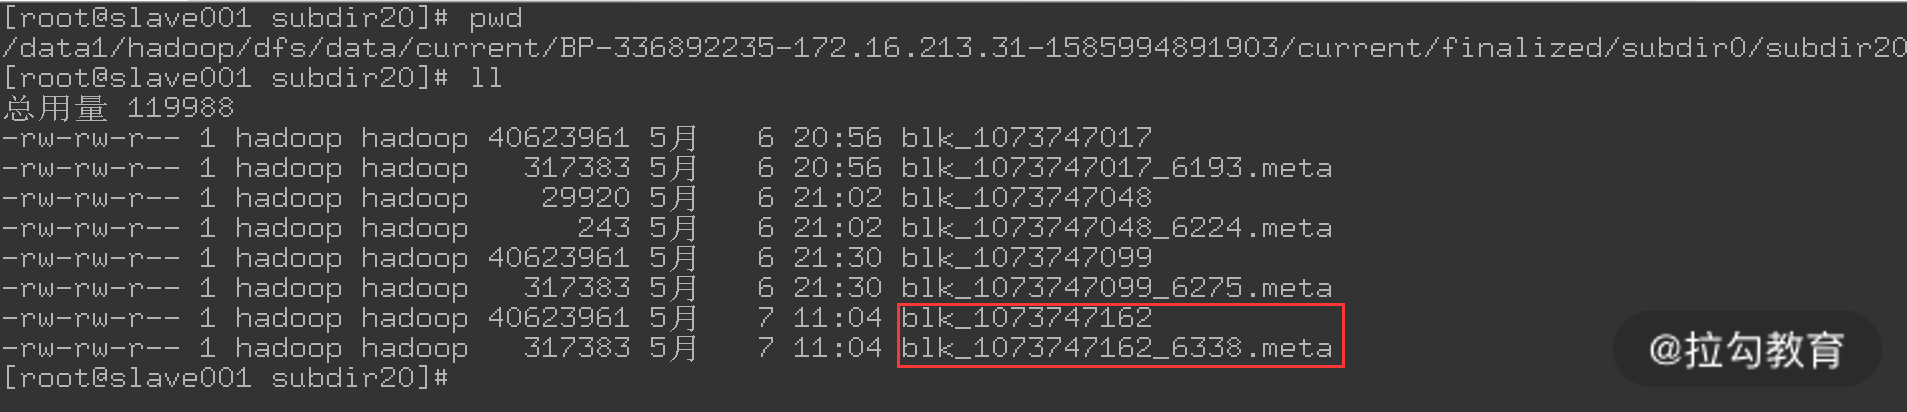 [root@slave001 subdir20]# pwd
/data1/hadoop/dfs/data/current/BP-336892235-172.16.213.31-1585994891903/current/finalized/subdir0/subdir20
[root@slave001 subdir20]# ll
总用量 119988
-rw-rw-r-- 1 hadoop hadoop 40623961 5月   6 20:56 blk_1073747017
-rw-rw-r-- 1 hadoop hadoop   317383 5月   6 20:56 blk_1073747017_6193.meta
-rw-rw-r-- 1 hadoop hadoop    29920 5月   6 21:02 blk_1073747048
-rw-rw-r-- 1 hadoop hadoop      243 5月   6 21:02 blk_1073747048_6224.meta
-rw-rw-r-- 1 hadoop hadoop 40623961 5月   6 21:30 blk_1073747099
-rw-rw-r-- 1 hadoop hadoop   317383 5月   6 21:30 blk_1073747099_6275.meta
-rw-rw-r-- 1 hadoop hadoop 40623961 5月   7 11:04 blk_1073747162
-rw-rw-r-- 1 hadoop hadoop   317383 5月   7 11:04 blk_1073747162_6338.meta
[root@slave001 subdir20]#
@拉勾教育